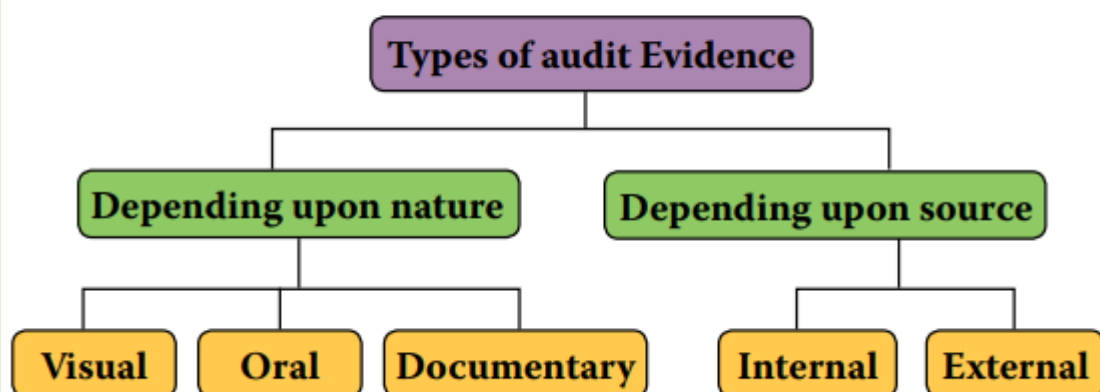 Types of audit Evidence
Depending upon nature
Depending upon source
Visual
Oral
Documentary
Internal
External